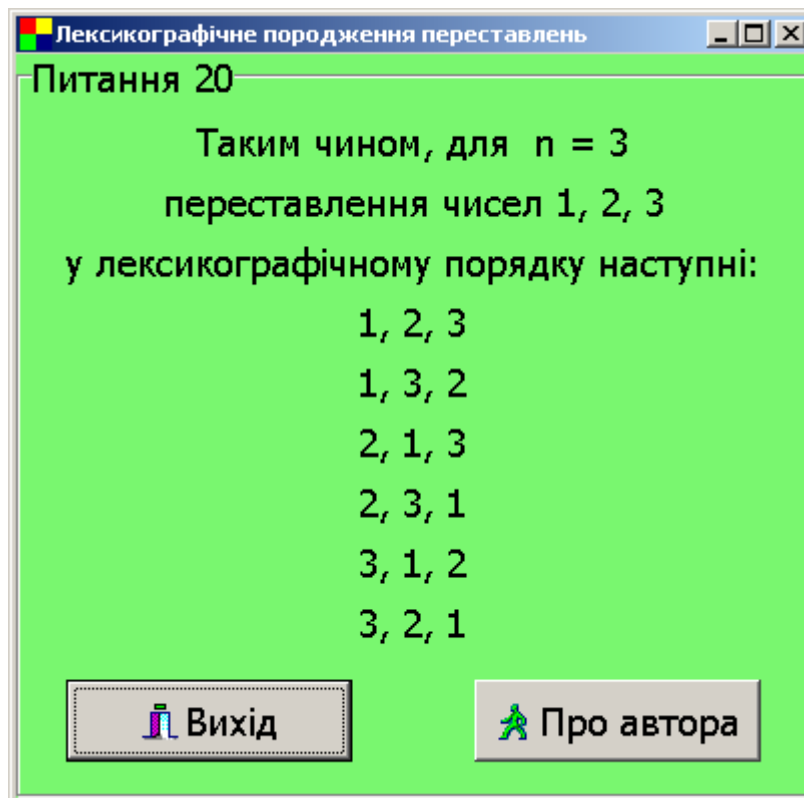 Лексикографічне породження переставлень
Питання 20
Таким чином, для n = 3
переставлення чисел 1, 2, 3
у лексикографічному порядку наступні:
1, 2, 3
1, 3, 2
2, 1, 3
2, 3, 1
3, 1, 2
3, 2, 1
Вихід
Про автора